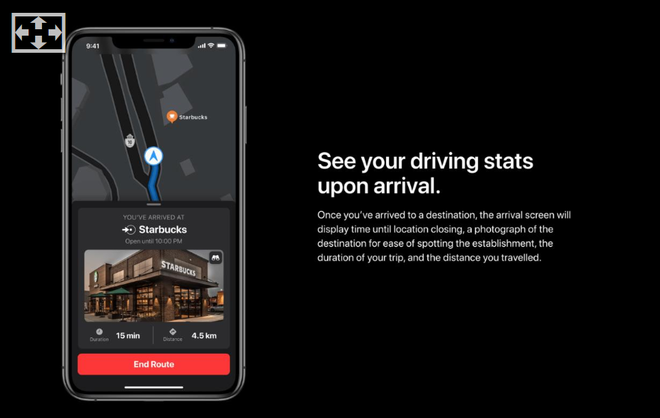 9:41
Starbucks
YOU'VE ARRIVED AT
Starbucks
Open until 10:00 PM
STARBUCKS
Duration
15 min
Distance
4.5 km
End Route
See your driving stats
upon arrival.
Once you've arrived to a destination, the arrival screen will
display time until location closing, a photograph of the
destination for ease of spotting the establishment, the
duration of your trip, and the distance you travelled.